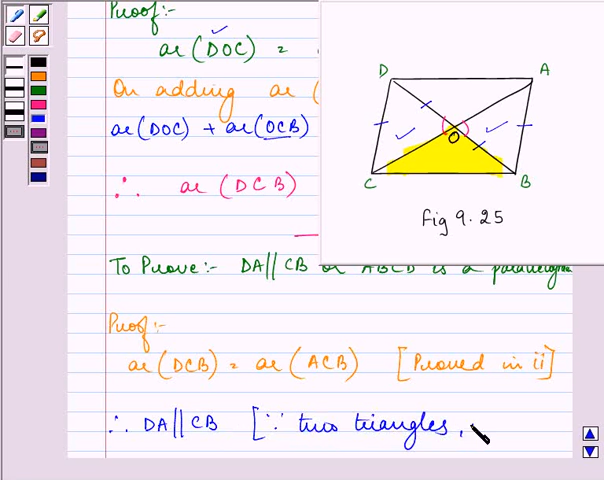 Proof:-
ar (DOC) =
On adding ar (
ar (DOC) + ar (OCB)
∴ ar (DCB)
D
A
O
C
B
Fig 9.25
To Prove:- DA || CB or ABCD is a parallelogram
Proof:-
ar (DCB) = ar (ACB) [Proved in ii]
∴ DA || CB [∵ two triangles,